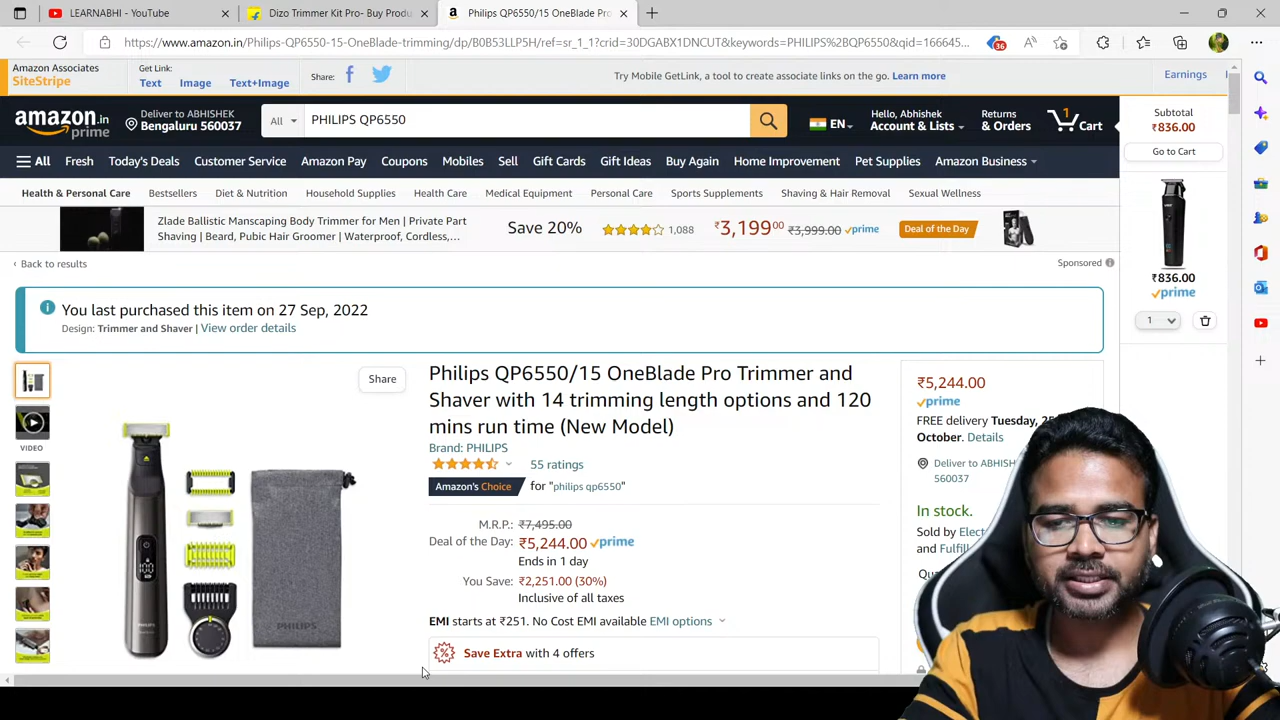 LEARNABHI - YouTube
Dizo Trimmer Kit Pro- Buy Produ
Philips QP6550/15 OneBlade Pro
https://www.amazon.in/Philips-QP6550-15-OneBlade-trimming/dp/B0B53LLP5H/ref=sr_1_1?crid=30DGABX1DNCUT&keywords=PHILIPS%2BQP6550&qid=166645...
36
Amazon Associates
SiteStripe
Get Link:
Text
Image
Text+Image
Share:
Try Mobile GetLink, a tool to create associate links on the go. Learn more
Earnings
amazon.in
prime
Deliver to ABHISHEK
Bengaluru 560037
All
PHILIPS QP6550
EN
Hello, Abhishek
Account & Lists
Returns
& Orders
1
Cart
Subtotal
₹836.00
Go to Cart
All
Fresh
Today's Deals
Customer Service
Amazon Pay
Coupons
Mobiles
Sell
Gift Cards
Gift Ideas
Buy Again
Home Improvement
Pet Supplies
Amazon Business
Health & Personal Care
Bestsellers
Diet & Nutrition
Household Supplies
Health Care
Medical Equipment
Personal Care
Sports Supplements
Shaving & Hair Removal
Sexual Wellness
Zlade Ballistic Manscaping Body Trimmer for Men | Private Part
Shaving | Beard, Pubic Hair Groomer | Waterproof, Cordless,...
Save 20%
1,088
₹3,199.00 ₹3,999.00 prime
Deal of the Day
Sponsored
₹836.00
prime
1
‹ Back to results
You last purchased this item on 27 Sep, 2022
Design: Trimmer and Shaver | View order details
Share
VIDEO
100
PHILIPS
PHILIPS
Philips QP6550/15 OneBlade Pro Trimmer and
Shaver with 14 trimming length options and 120
mins run time (New Model)
Brand: PHILIPS
55 ratings
Amazon's Choice for "philips qp6550"
M.R.P.: ₹7,495.00
Deal of the Day: ₹5,244.00 prime
Ends in 1 day
You Save: ₹2,251.00 (30%)
Inclusive of all taxes
EMI starts at ₹251. No Cost EMI available EMI options
Save Extra with 4 offers
₹5,244.00
prime
FREE delivery Tuesday, 25
October. Details
Deliver to ABHISH
560037
In stock.
Sold by Elect
and Fulfil
Qu